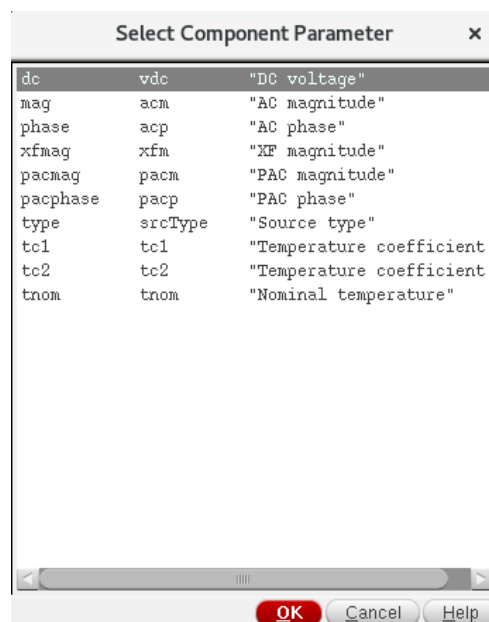 Select Component Parameter ×
dc vdc "DC voltage"
mag acm "AC magnitude"
phase acp "AC phase"
xfmag xfm "XF magnitude"
pacmag pacm "PAC magnitude"
pacphase pacp "PAC phase"
type srcType "Source type"
tc1 tc1 "Temperature coefficient
tc2 tc2 "Temperature coefficient
tnom tnom "Nominal temperature"
OK Cancel Help